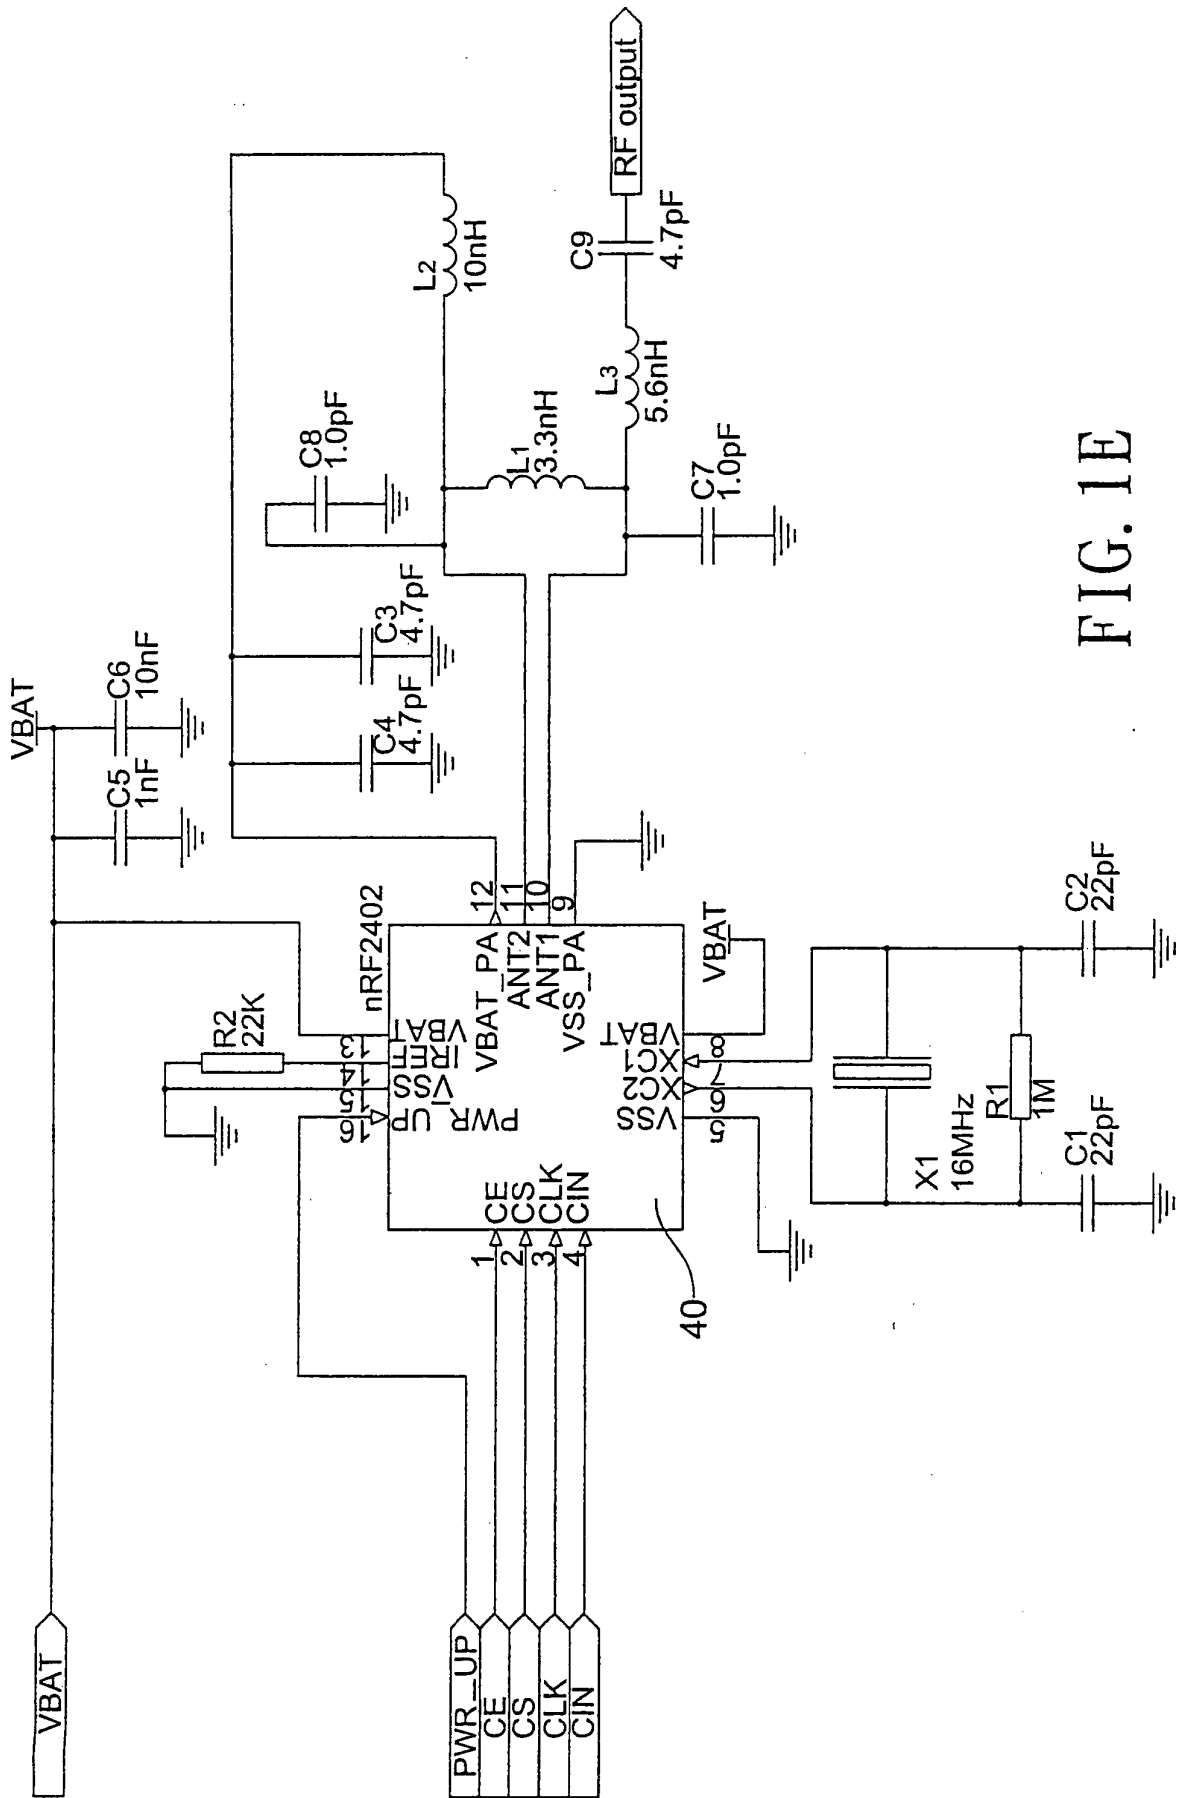 VBAT
VBAT
C5
1nF
C6
10nF
R2
22K
nRF2402
C4
4.7pF
C3
4.7pF
C8
1.0pF
L2
10nH
L1
3.3nH
L3
5.6nH
C9
4.7pF
RF output
C7
1.0pF
PWR_UP
CE
CS
CLK
CIN
1
2
3
4
CE
CS
CLK
CIN
16
15
14
13
PWR_UP
VSS
IREF
VBAT
VBAT_PA
ANT2
ANT1
VSS_PA
12
11
10
9
VSS
XC2
XC1
VBAT
5
6
7
8
VBAT
40
X1
16MHz
R1
1M
C1
22pF
C2
22pF
FIG. 1E